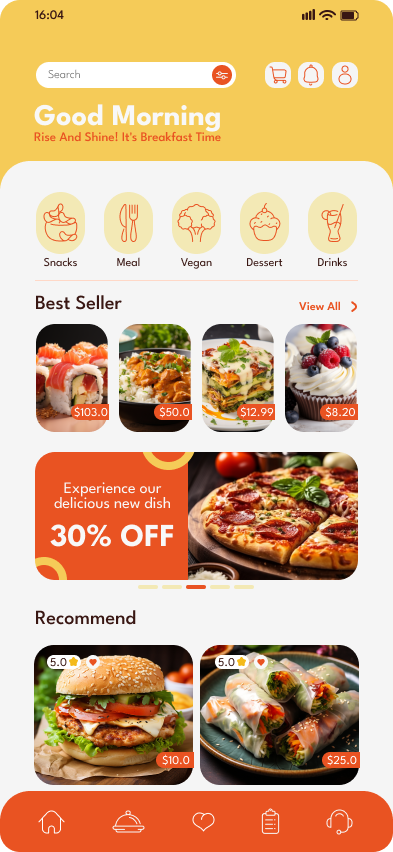 16:04
Search
Good Morning
Rise And Shine! It's Breakfast Time
Snacks
Meal
Vegan
Dessert
Drinks
Best Seller
View All
$103.0
$50.0
$12.99
$8.20
Experience our
delicious new dish
30% OFF
Recommend
5.0
5.0
$10.0
$25.0